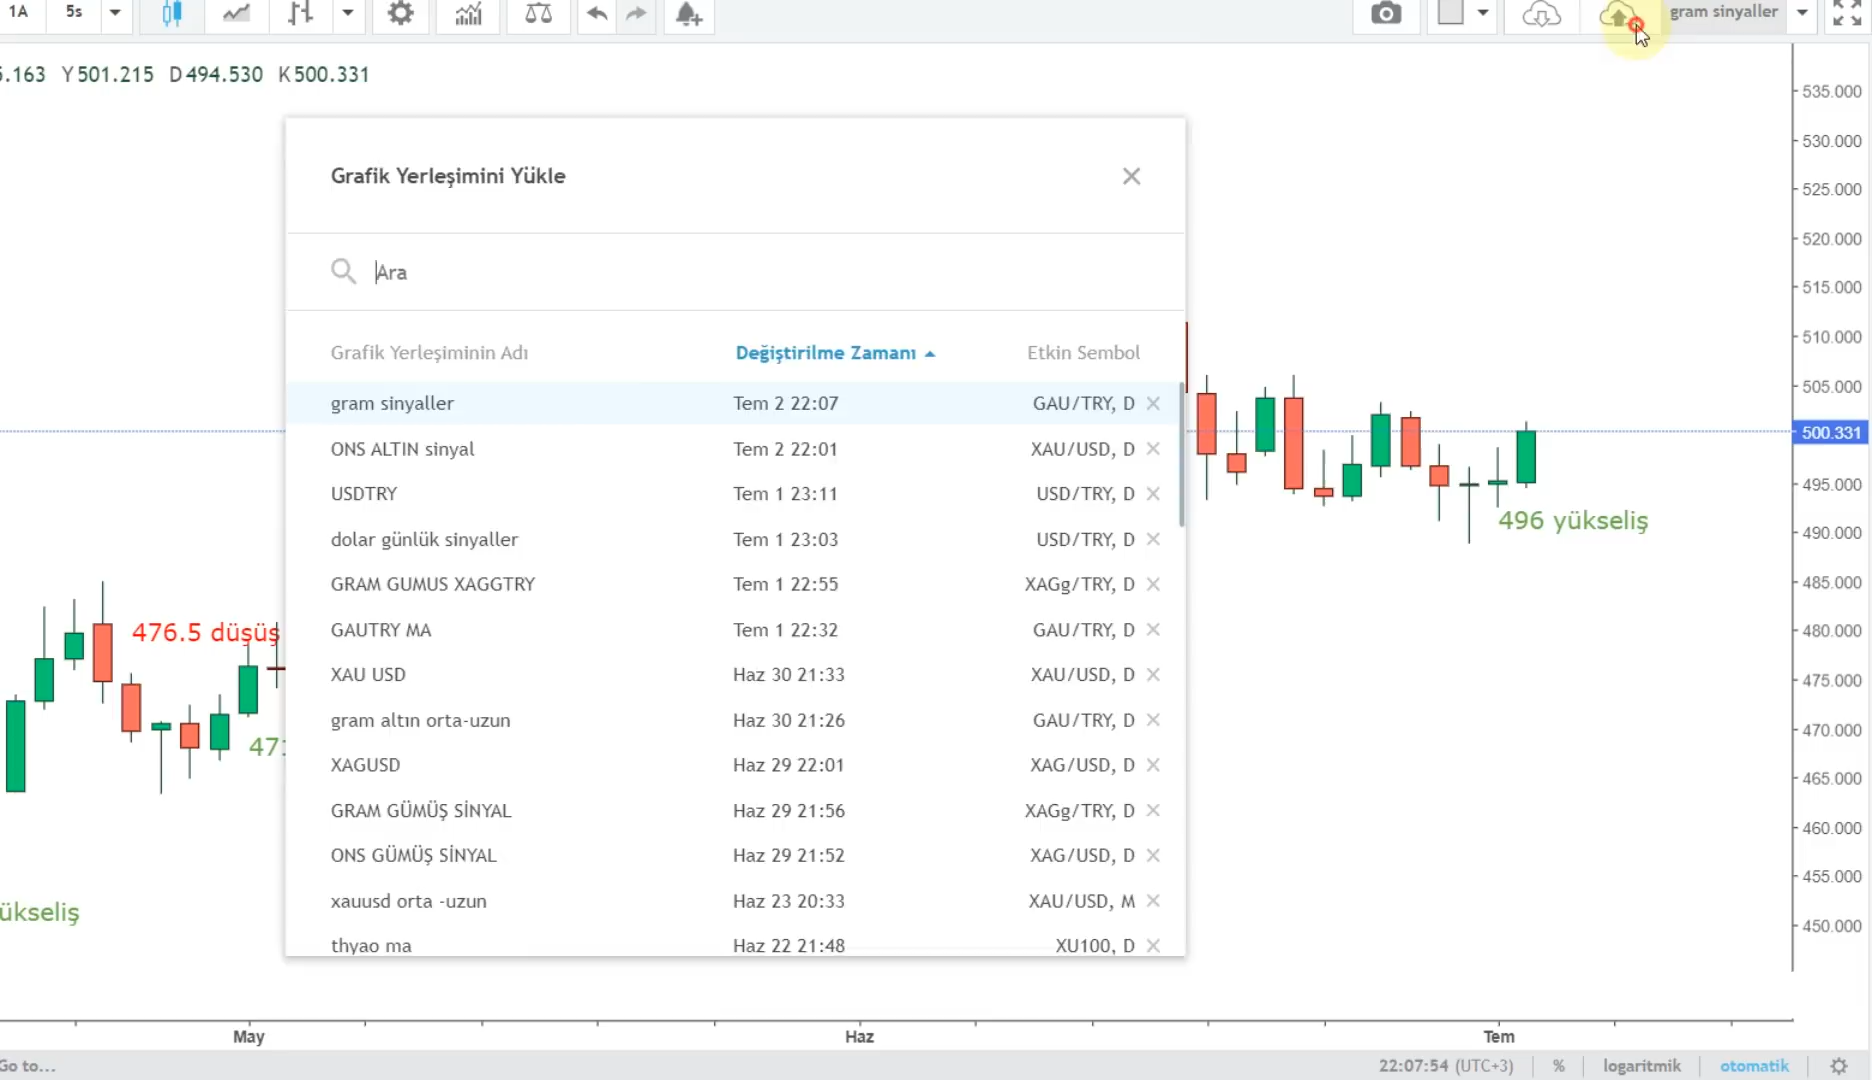 1A 5s gram sinyaller
5.163 Y501.215 D494.530 K500.331
Grafik Yerleşimini Yükle
Ara
Grafik Yerleşiminin Adı Değiştirilme Zamanı Etkin Sembol
gram sinyaller Tem 2 22:07 GAU/TRY, D
ONS ALTIN sinyal Tem 2 22:01 XAU/USD, D
USDTRY Tem 1 23:11 USD/TRY, D
dolar günlük sinyaller Tem 1 23:03 USD/TRY, D
GRAM GUMUS XAGGTRY Tem 1 22:55 XAGg/TRY, D
GAUTRY MA Tem 1 22:32 GAU/TRY, D
XAU USD Haz 30 21:33 XAU/USD, D
gram altın orta-uzun Haz 30 21:26 GAU/TRY, D
XAGUSD Haz 29 22:01 XAG/USD, D
GRAM GÜMÜŞ SİNYAL Haz 29 21:56 XAGg/TRY, D
ONS GÜMÜŞ SİNYAL Haz 29 21:52 XAG/USD, D
xauusd orta -uzun Haz 23 20:33 XAU/USD, M
thyao ma Haz 22 21:48 XU100, D
476.5 düşüş
47
ükseliş
496 yükseliş
535.000
530.000
525.000
520.000
515.000
510.000
505.000
500.331
495.000
490.000
485.000
480.000
475.000
470.000
465.000
460.000
455.000
450.000
May Haz Tem
Go to... 22:07:54 (UTC+3) % logaritmik otomatik